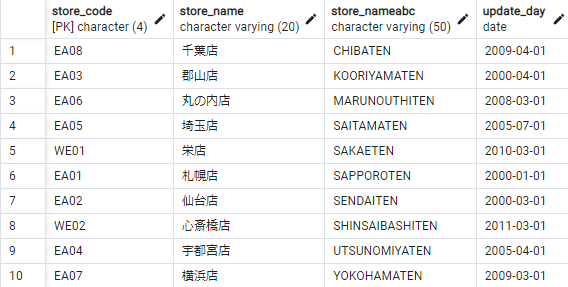 store_code store_name store_nameabc update_day
[PK] character (4) character varying (20) character varying (50) date
1 EA08 千葉店 CHIBATEN 2009-04-01
2 EA03 郡山店 KOORIYAMATEN 2000-04-01
3 EA06 丸の内店 MARUNOUTHITEN 2008-03-01
4 EA05 埼玉店 SAITAMATEN 2005-07-01
5 WE01 栄店 SAKAETEN 2010-03-01
6 EA01 札幌店 SAPPOROTEN 2000-01-01
7 EA02 仙台店 SENDAITEN 2000-03-01
8 WE02 心斎橋店 SHINSAIBASHITEN 2011-03-01
9 EA04 宇都宮店 UTSUNOMIYATEN 2005-04-01
10 EA07 横浜店 YOKOHAMATEN 2009-03-01